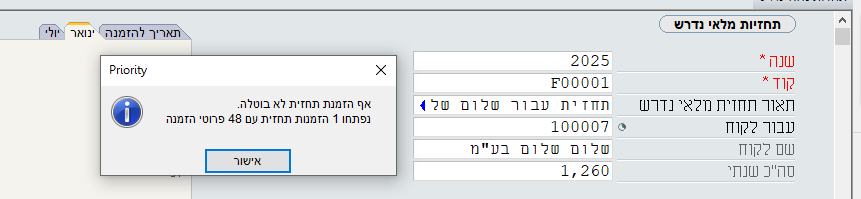 תחזיות מלאי נדרש
תאריך להזמנה
ינואר
יולי
שנה *
2025
קוד *
F00001
תאור תחזית מלאי נדרש
תחזית עבור שלום של
עבור לקוח
100007
שם לקוח
שלום שלום בע"מ
סה"כ שנתי
1,260
Priority
אף הזמנת תחזית לא בוטלה.
נפתחו 1 הזמנות תחזית עם 48 פרוטי הזמנה
אישור